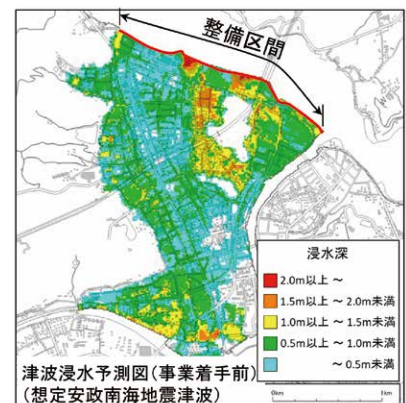 整備区間
浸水深
2.0m以上 ～
1.5m以上 ～ 2.0m未満
1.0m以上 ～ 1.5m未満
0.5m以上 ～ 1.0m未満
～ 0.5m未満
津波浸水予測図(事業着手前)
(想定安政南海地震津波)
0km 1km